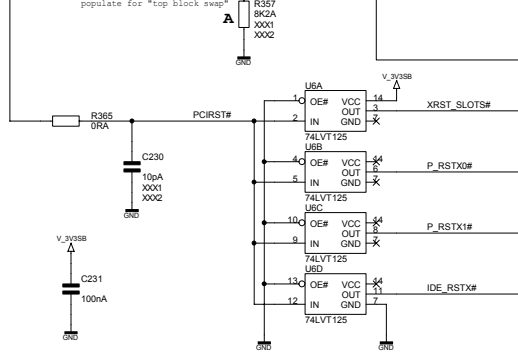 populate for "top block swap"
A
R357
8K2A
XXX1
XXX2
GND
R365
0RA
PCIRST#
C230
10pA
XXX1
XXX2
GND
V_3V3SB
C231
100nA
GND
V_3V3SB
U6A
1 OE# VCC 14
OUT 3 XRST_SLOTS#
2 IN GND 7
74LVT125
U6B
4 OE# VCC 14
OUT 6 P_RSTX0#
5 IN GND 7
74LVT125
U6C
10 OE# VCC 14
OUT 8 P_RSTX1#
9 IN GND 7
74LVT125
U6D
13 OE# VCC 14
OUT 11 IDE_RSTX#
12 IN GND 7
74LVT125
GND
GND